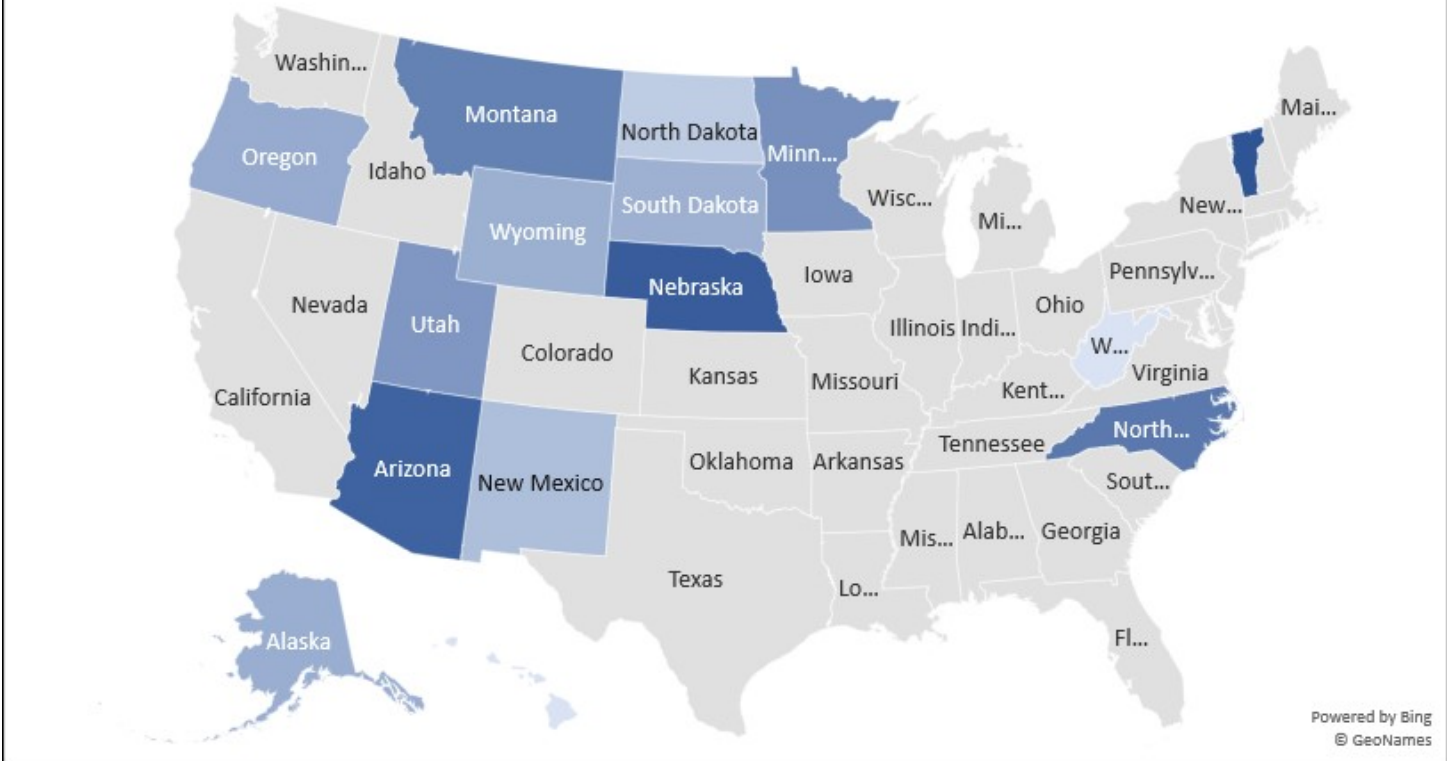 Washin...
Montana
North Dakota
Minn...
Mai...
Oregon
Idaho
Wyoming
South Dakota
Wisc...
Mi...
New...
Nebraska
Iowa
Pennsylv...
Nevada
Utah
Colorado
Illinois
Indi...
Ohio
W...
Virginia
California
Kansas
Missouri
Kent...
Arizona
New Mexico
Oklahoma
Arkansas
Tennessee
North...
Sout...
Texas
Lo...
Mis...
Alab...
Georgia
Fl...
Alaska
Powered by Bing
© GeoNames